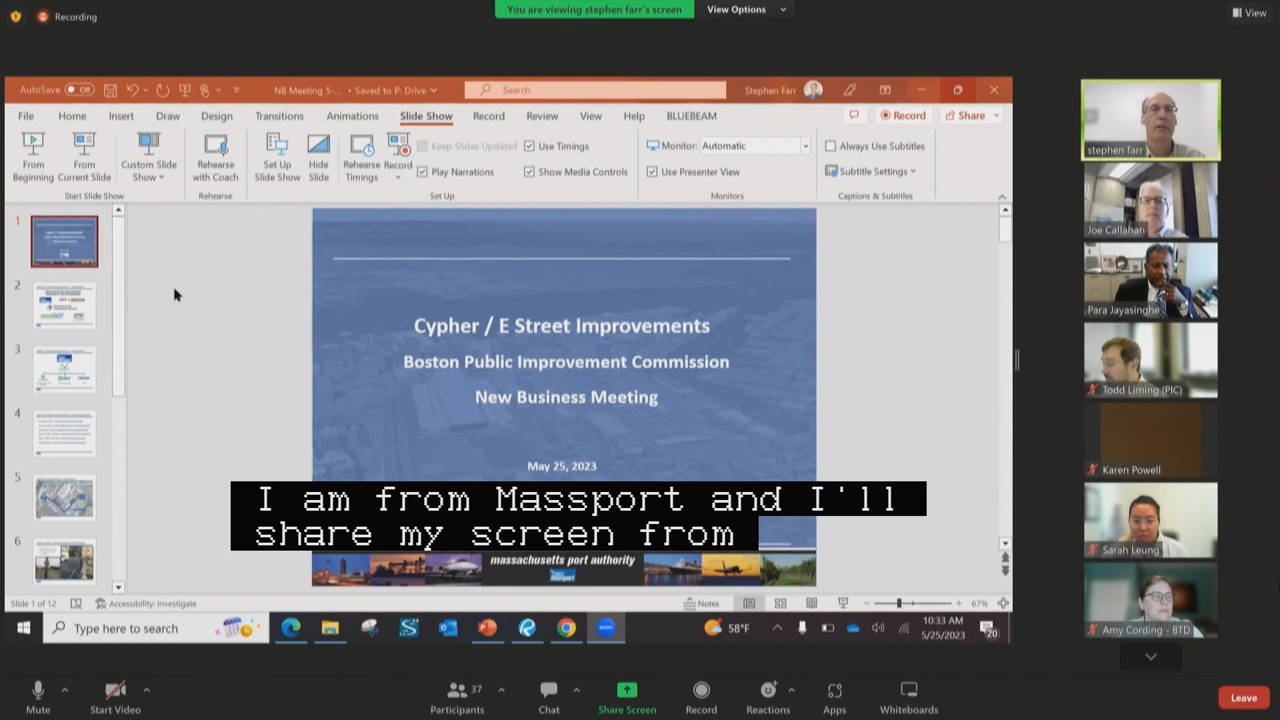 Recording
You are viewing stephen farr's screen
View Options
View
AutoSave Off
NB Meeting 5-... • Saved to P: Drive
Search
Stephen Farr
File Home Insert Draw Design Transitions Animations Slide Show Record Review View Help BLUEBEAM
Record
Share
From Beginning
From Current Slide
Custom Slide Show
Rehearse with Coach
Set Up Slide Show
Hide Slide
Rehearse Timings
Record
Keep Slides Updated
Use Timings
Play Narrations
Show Media Controls
Monitor: Automatic
Use Presenter View
Always Use Subtitles
Subtitle Settings
Start Slide Show
Rehearse
Set Up
Monitors
Captions & Subtitles
1
2
3
4
5
6
Cypher / E Street Improvements
Boston Public Improvement Commission
New Business Meeting
May 25, 2023
I am from Massport and I'll
share my screen from
massachusetts port authority
massport
Slide 1 of 12
Accessibility: Investigate
Notes
67%
Type here to search
zoom
58°F
10:33 AM
5/25/2023
20
stephen farr
Joe Callahan
Para Jayasinghe
Todd Liming (PIC)
Karen Powell
Sarah Leung
Amy Cording - BTD
Mute
Start Video
37
Participants
Chat
Share Screen
Record
Reactions
Apps
Whiteboards
Leave